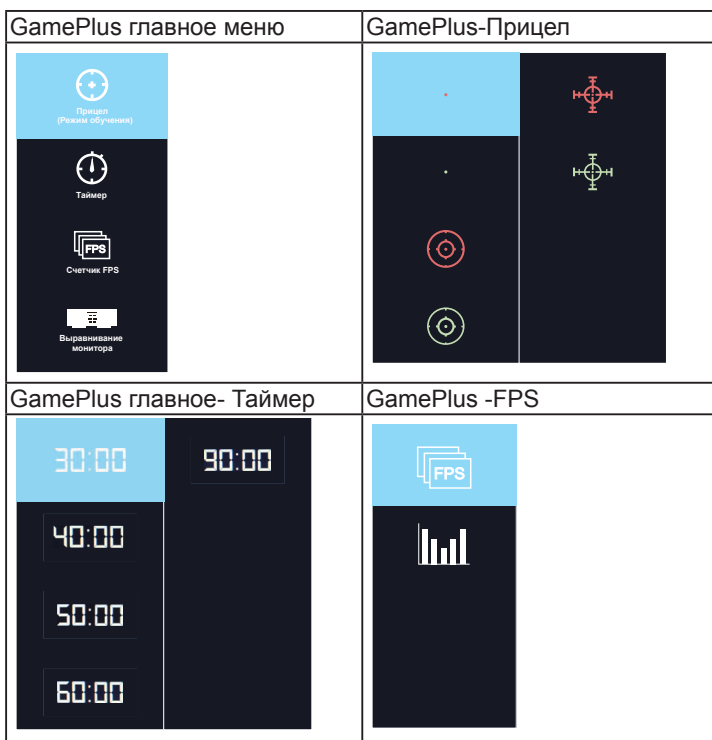 GamePlus главное меню
GamePlus-Прицел
Прицел
(Режим обучения)
Таймер
FPS
Счетчик FPS
Выравнивание
монитора
GamePlus главное- Таймер
GamePlus -FPS
30:00
90:00
40:00
50:00
60:00
FPS